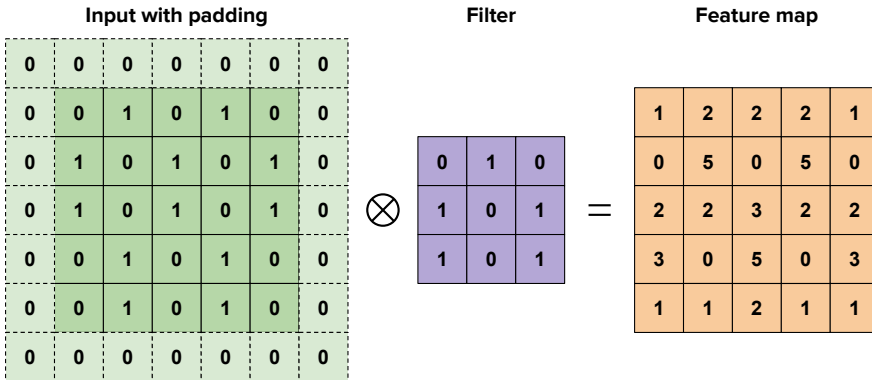 Input with padding Filter Feature map
0 0 0 0 0 0 0
0 0 1 0 1 0 0 1 2 2 2 1
0 1 0 1 0 1 0 0 1 0 0 5 0 5 0
0 1 0 1 0 1 0 ⊗ 1 0 1 = 2 2 3 2 2
0 0 1 0 1 0 0 1 0 1 3 0 5 0 3
0 0 1 0 1 0 0 1 1 2 1 1
0 0 0 0 0 0 0